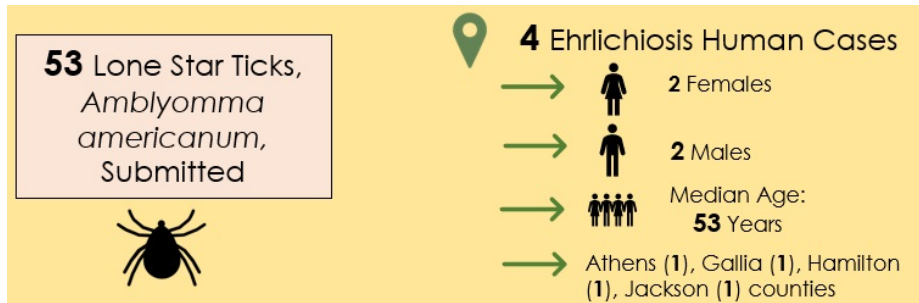 53 Lone Star Ticks,
Amblyomma
americanum,
Submitted
4 Ehrlichiosis Human Cases
2 Females
2 Males
Median Age:
53 Years
Athens (1), Gallia (1), Hamilton
(1), Jackson (1) counties